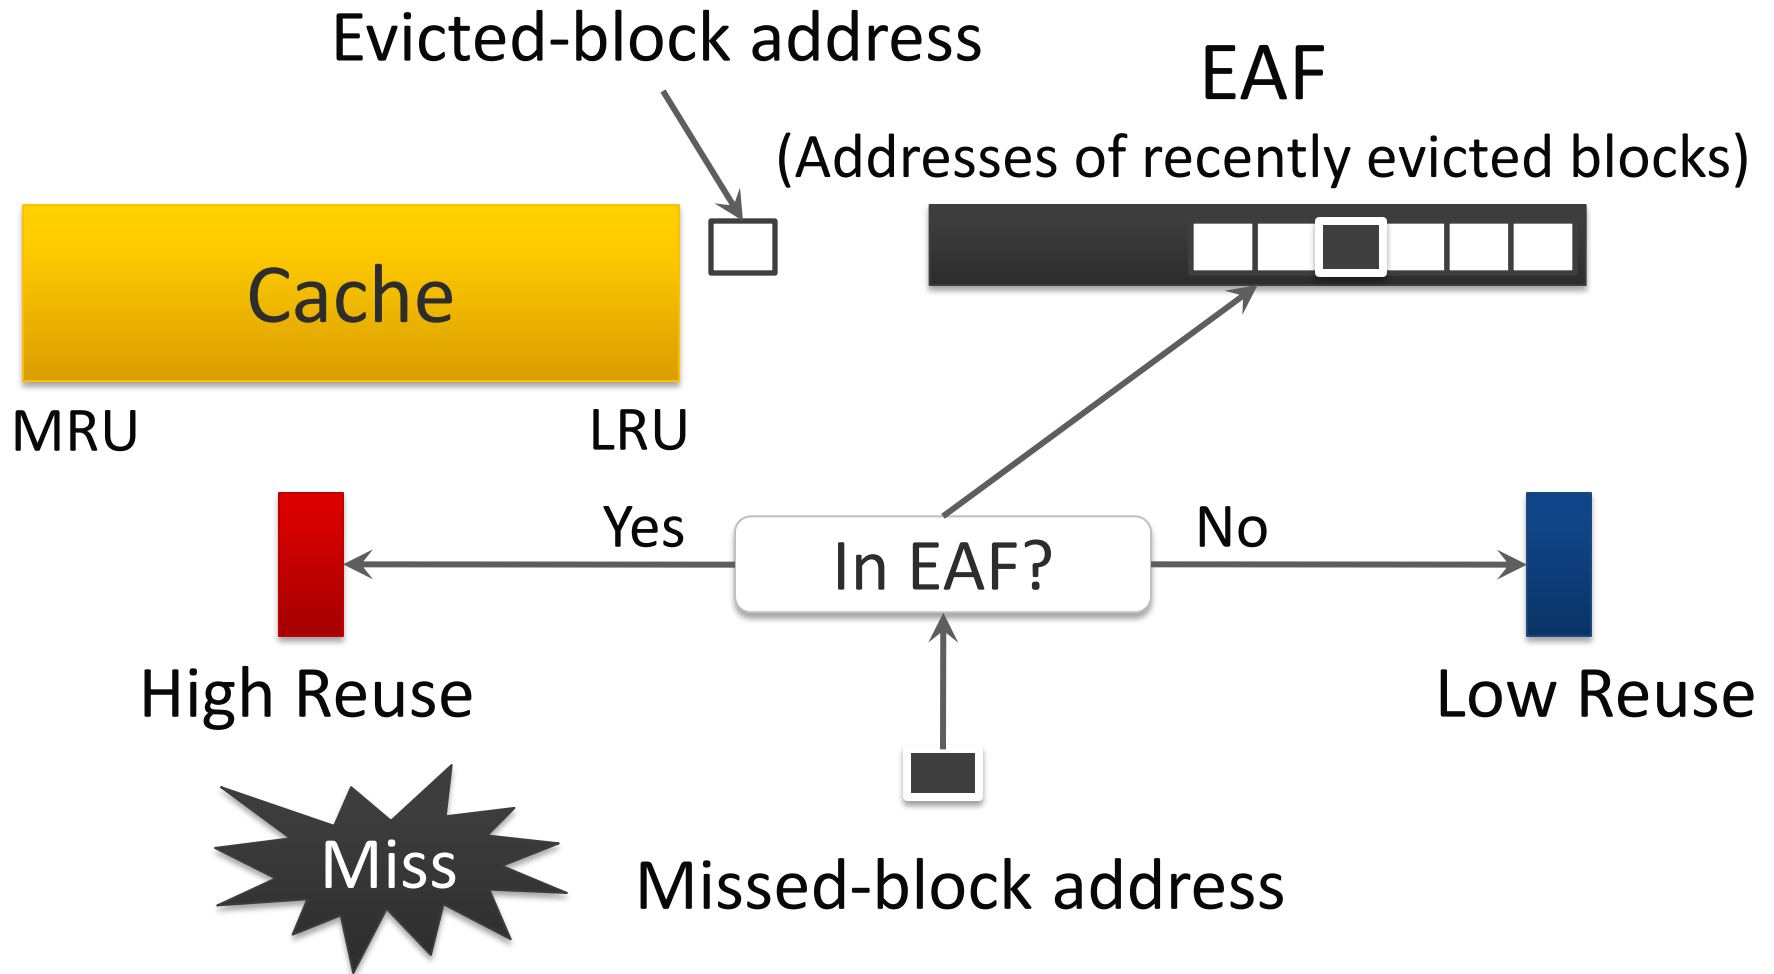 Evicted-block address
EAF
(Addresses of recently evicted blocks)
Cache
MRU
LRU
Yes
In EAF?
No
High Reuse
Low Reuse
Miss
Missed-block address